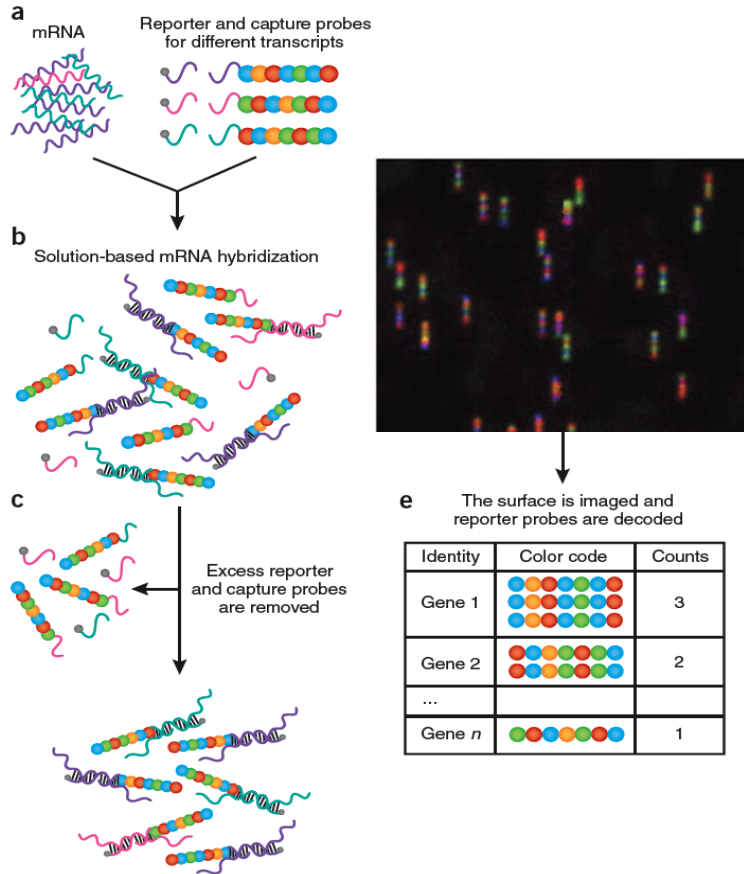 a
mRNA
Reporter and capture probes
for different transcripts
b
Solution-based mRNA hybridization
c
Excess reporter
and capture probes
are removed
e
The surface is imaged and
reporter probes are decoded
Identity Color code Counts
Gene 1 3
Gene 2 2
...
Gene n 1